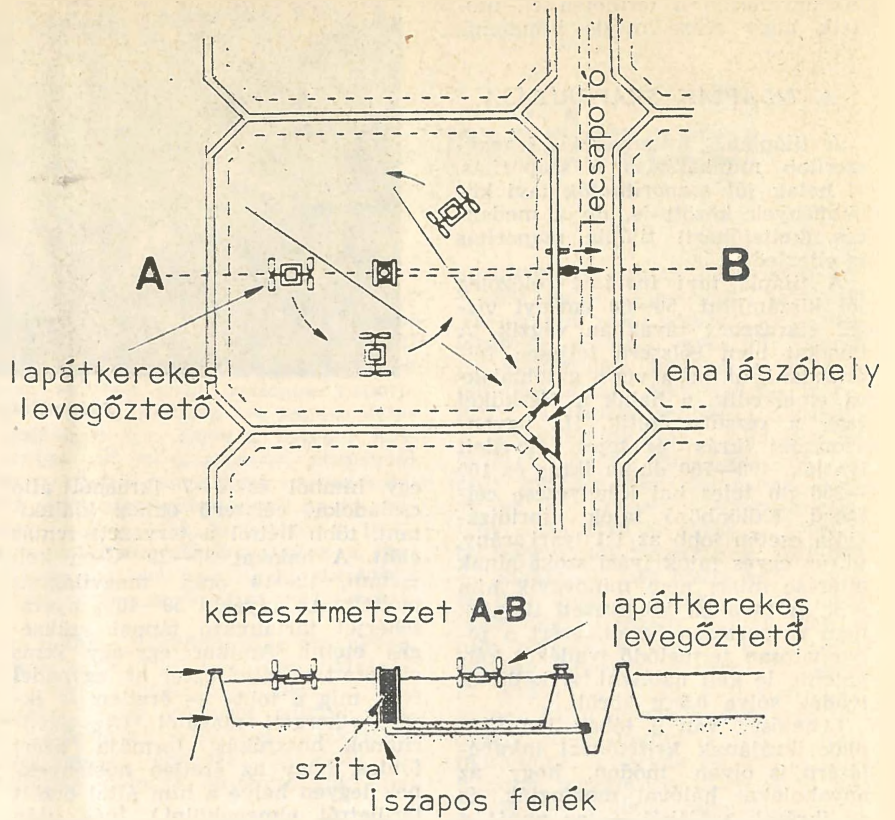 lecsapoló
A
B
lapátkerekes
levegőztető
lehalászóhely
keresztmetszet A-B
lapátkerekes
levegőztető
szita
iszapos fenék